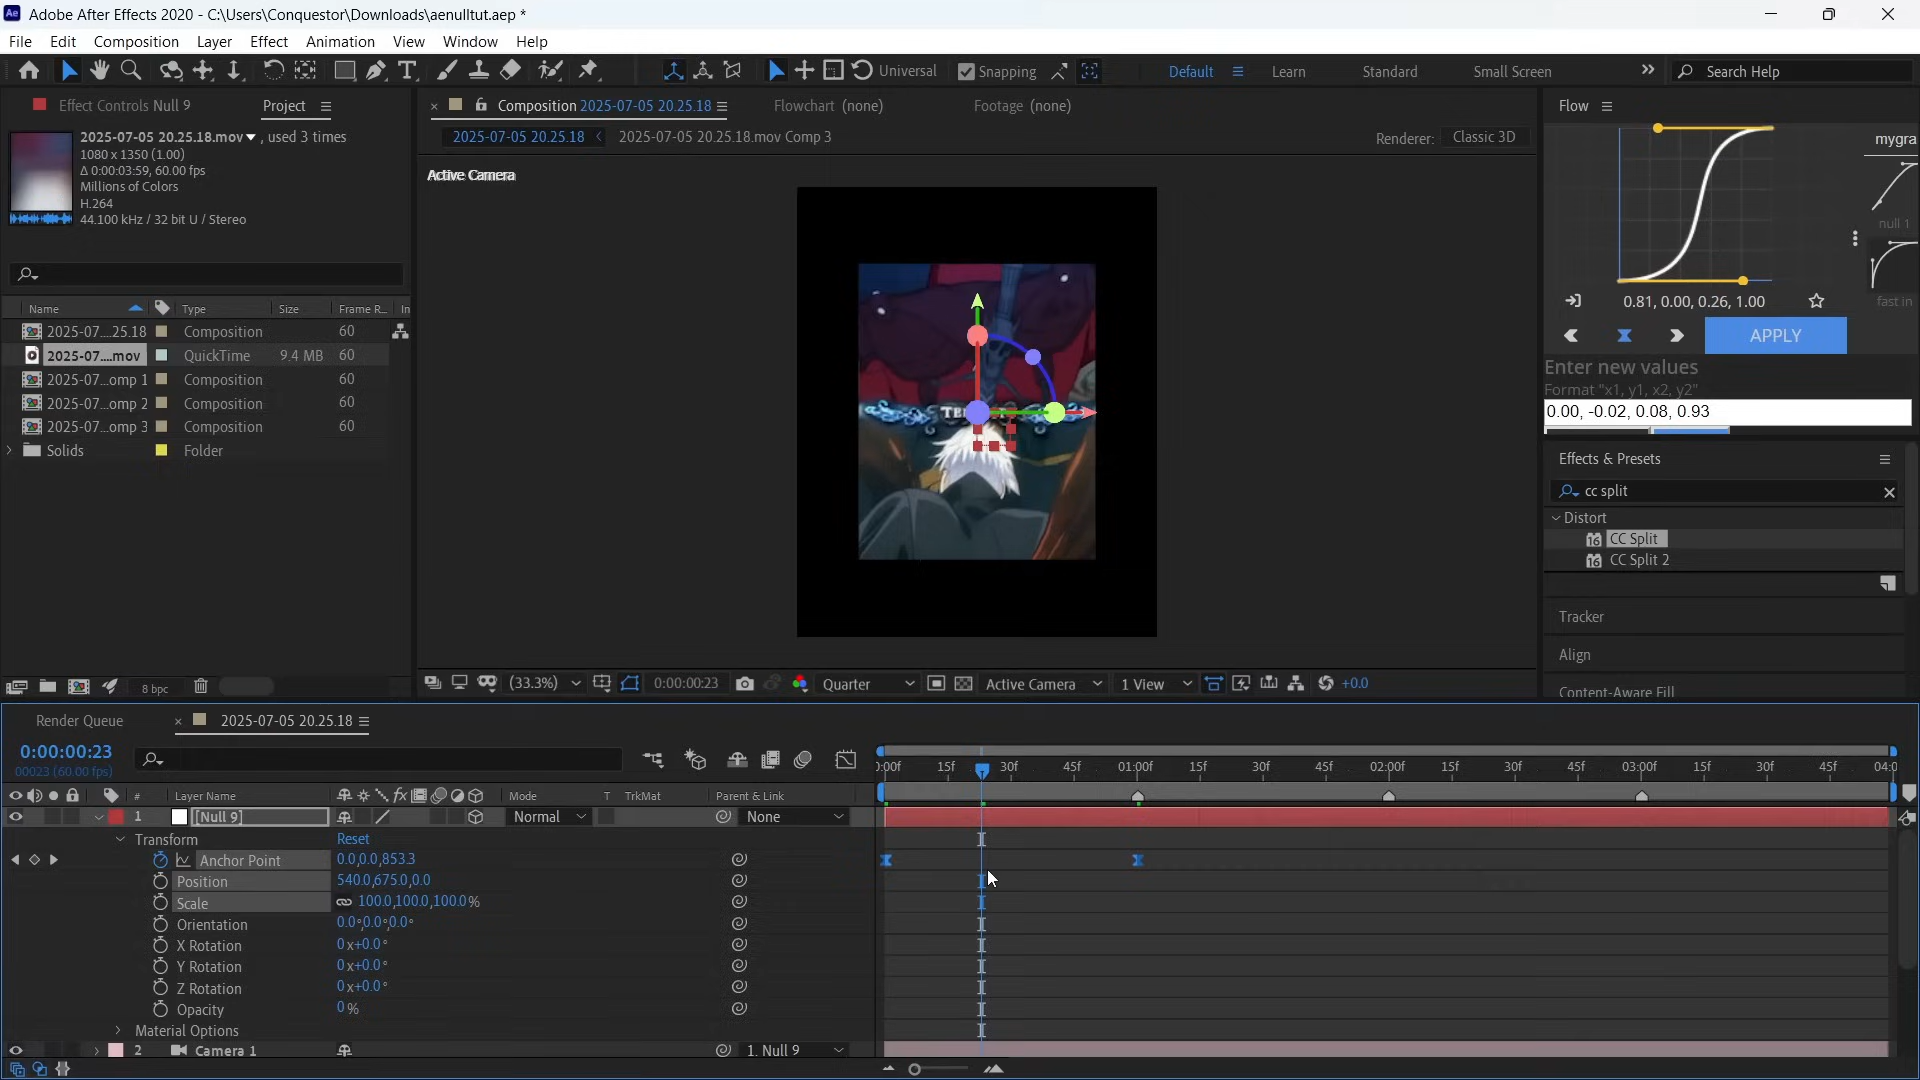 Adobe After Effects 2020 - C:\Users\Conquestor\Downloads\aenulltut.aep *
File Edit Composition Layer Effect Animation View Window Help
Universal Snapping Default Learn Standard Small Screen Search Help
Effect Controls Null 9 Project
Composition 2025-07-05 20.25.18 Flowchart (none) Footage (none)
Flow
2025-07-05 20.25.18.mov , used 3 times
1080 x 1350 (1.00)
Δ 0:00:03:59, 60.00 fps
Millions of Colors
H.264
44.100 kHz / 32 bit U / Stereo
2025-07-05 20.25.18 2025-07-05 20.25.18.mov Comp 3
Renderer: Classic 3D
Active Camera
mygra
null 1
0.81, 0.00, 0.26, 1.00
fast in
APPLY
Enter new values
Format "x1, y1, x2, y2"
0.00, -0.02, 0.08, 0.93
Name Type Size Frame R... In
2025-07....25.18 Composition 60
2025-07....mov QuickTime 9.4 MB 60
2025-07...omp 1 Composition 60
2025-07...omp 2 Composition 60
2025-07...omp 3 Composition 60
Solids Folder
Effects & Presets
cc split
Distort
16 CC Split
16 CC Split 2
Tracker
Align
Content-Aware Fill
8 bpc
(33.3%) 0:00:00:23 Quarter Active Camera 1 View +0.0
Render Queue 2025-07-05 20.25.18
0:00:00:23
00023 (60.00 fps)
0:00f 15f 30f 45f 01:00f 15f 30f 45f 02:00f 15f 30f 45f 03:00f 15f 30f 45f 04:0
# Layer Name Mode T TrkMat Parent & Link
1 [Null 9] Normal None
Transform Reset
Anchor Point 0.0,0.0,853.3
Position 540.0,675.0,0.0
Scale 100.0,100.0,100.0%
Orientation 0.0°,0.0°,0.0°
X Rotation 0x+0.0°
Y Rotation 0x+0.0°
Z Rotation 0x+0.0°
Opacity 0%
Material Options
2 Camera 1 1. Null 9